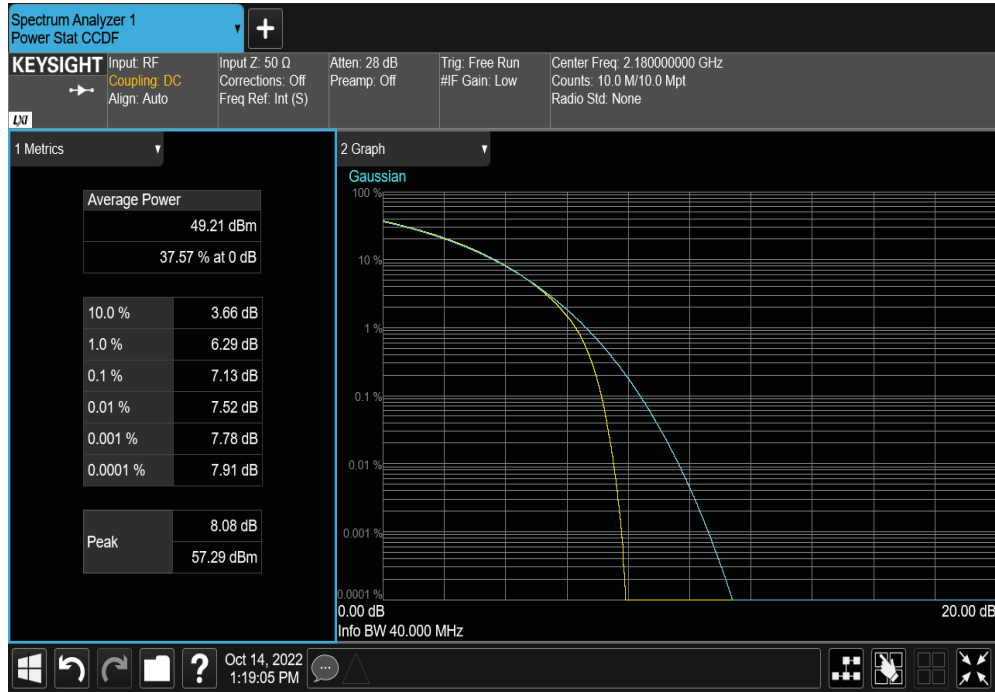 Spectrum Analyzer 1
Power Stat CCDF
+
KEYSIGHT
LXI
Input: RF
Coupling: DC
Align: Auto
Input Z: 50 Ω
Corrections: Off
Freq Ref: Int (S)
Atten: 28 dB
Preamp: Off
Trig: Free Run
#IF Gain: Low
Center Freq: 2.180000000 GHz
Counts: 10.0 M/10.0 Mpt
Radio Std: None
1 Metrics
Average Power
49.21 dBm
37.57 % at 0 dB
10.0 % 3.66 dB
1.0 % 6.29 dB
0.1 % 7.13 dB
0.01 % 7.52 dB
0.001 % 7.78 dB
0.0001 % 7.91 dB
Peak
8.08 dB
57.29 dBm
2 Graph
Gaussian
100 %
10 %
1 %
0.1 %
0.01 %
0.001 %
0.0001 %
0.00 dB 20.00 dB
Info BW 40.000 MHz
?
Oct 14, 2022
1:19:05 PM